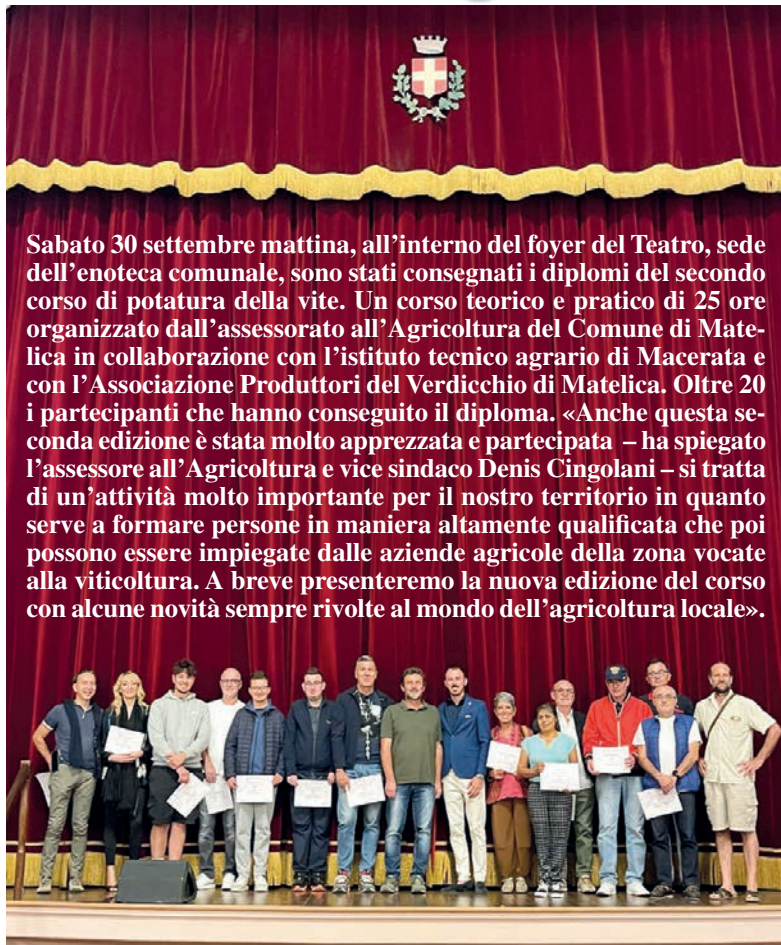 Sabato 30 settembre mattina, all'interno del foyer del Teatro, sede
dell'enoteca comunale, sono stati consegnati i diplomi del secondo
corso di potatura della vite. Un corso teorico e pratico di 25 ore
organizzato dall'assessorato all'Agricoltura del Comune di Mate-
lica in collaborazione con l'istituto tecnico agrario di Macerata e
con l'Associazione Produttori del Verdicchio di Matelica. Oltre 20
i partecipanti che hanno conseguito il diploma. «Anche questa se-
conda edizione è stata molto apprezzata e partecipata – ha spiegato
l'assessore all'Agricoltura e vice sindaco Denis Cingolani – si tratta
di un'attività molto importante per il nostro territorio in quanto
serve a formare persone in maniera altamente qualificata che poi
possono essere impiegate dalle aziende agricole della zona vocate
alla viticoltura. A breve presenteremo la nuova edizione del corso
con alcune novità sempre rivolte al mondo dell'agricoltura locale».